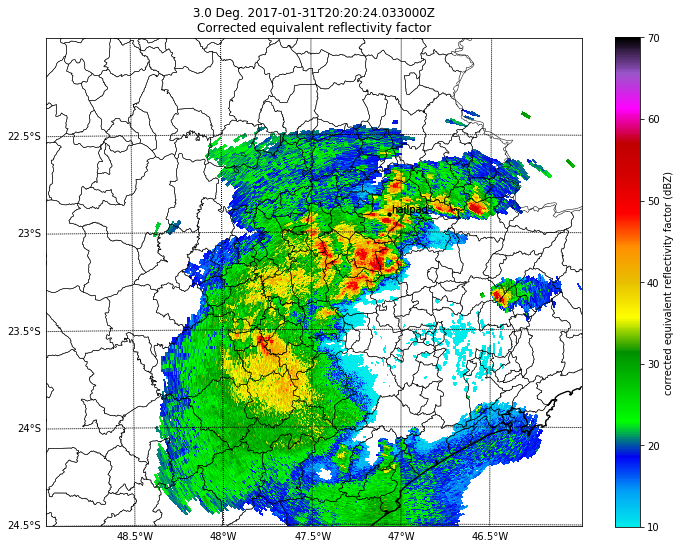 3.0 Deg. 2017-01-31T20:20:24.033000Z
Corrected equivalent reflectivity factor
70
60
50
40
30
20
10
corrected equivalent reflectivity factor (dBZ)
22.5°S
hailpad
23°S
23.5°S
24°S
24.5°S
48.5°W
48°W
47.5°W
47°W
46.5°W